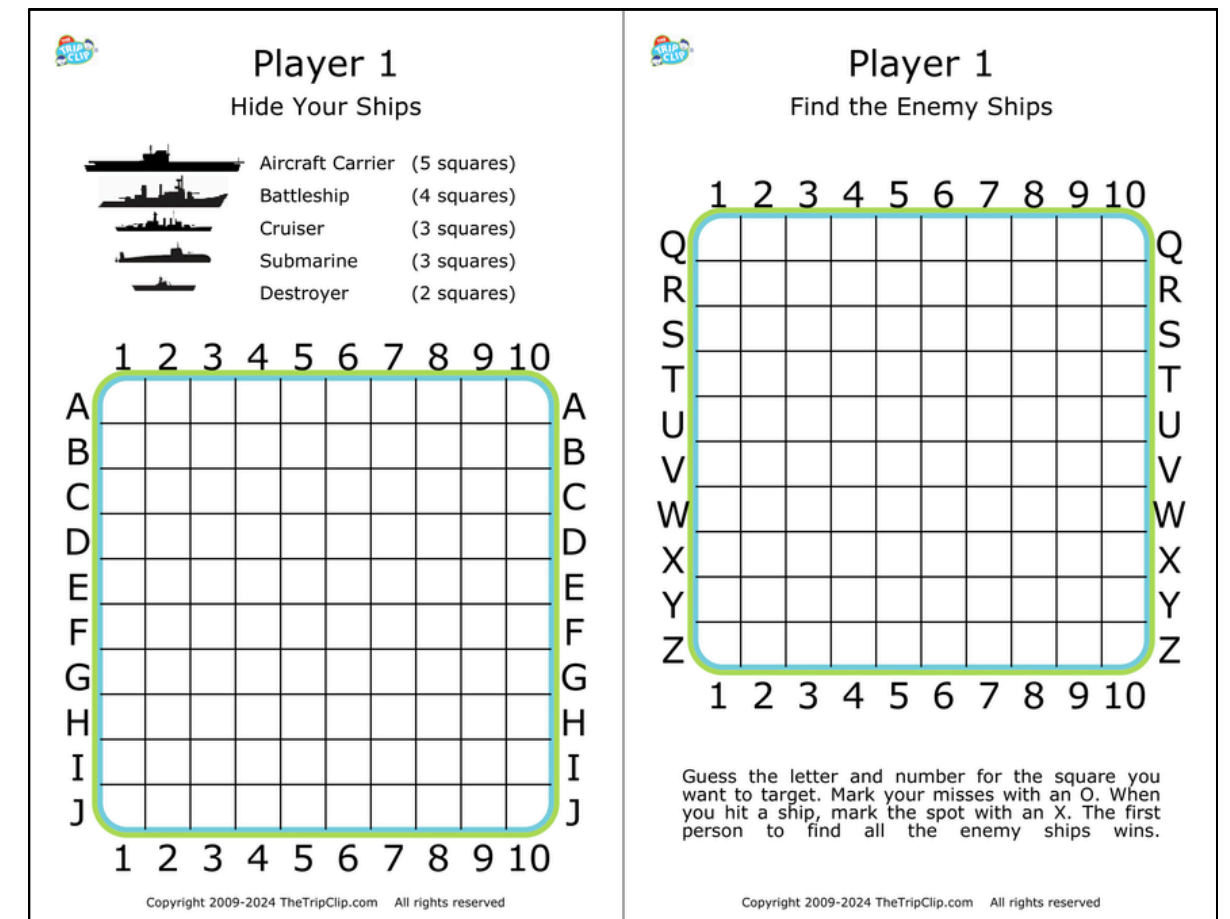 THE TRIP CLIP
Player 1
Hide Your Ships
Aircraft Carrier (5 squares)
Battleship (4 squares)
Cruiser (3 squares)
Submarine (3 squares)
Destroyer (2 squares)
1 2 3 4 5 6 7 8 9 10
A A
B B
C C
D D
E E
F F
G G
H H
I I
J J
1 2 3 4 5 6 7 8 9 10
Copyright 2009-2024 TheTripClip.com All rights reserved
THE TRIP CLIP
Player 1
Find the Enemy Ships
1 2 3 4 5 6 7 8 9 10
Q Q
R R
S S
T T
U U
V V
W W
X X
Y Y
Z Z
1 2 3 4 5 6 7 8 9 10
Guess the letter and number for the square you
want to target. Mark your misses with an O. When
you hit a ship, mark the spot with an X. The first
person to find all the enemy ships wins.
Copyright 2009-2024 TheTripClip.com All rights reserved